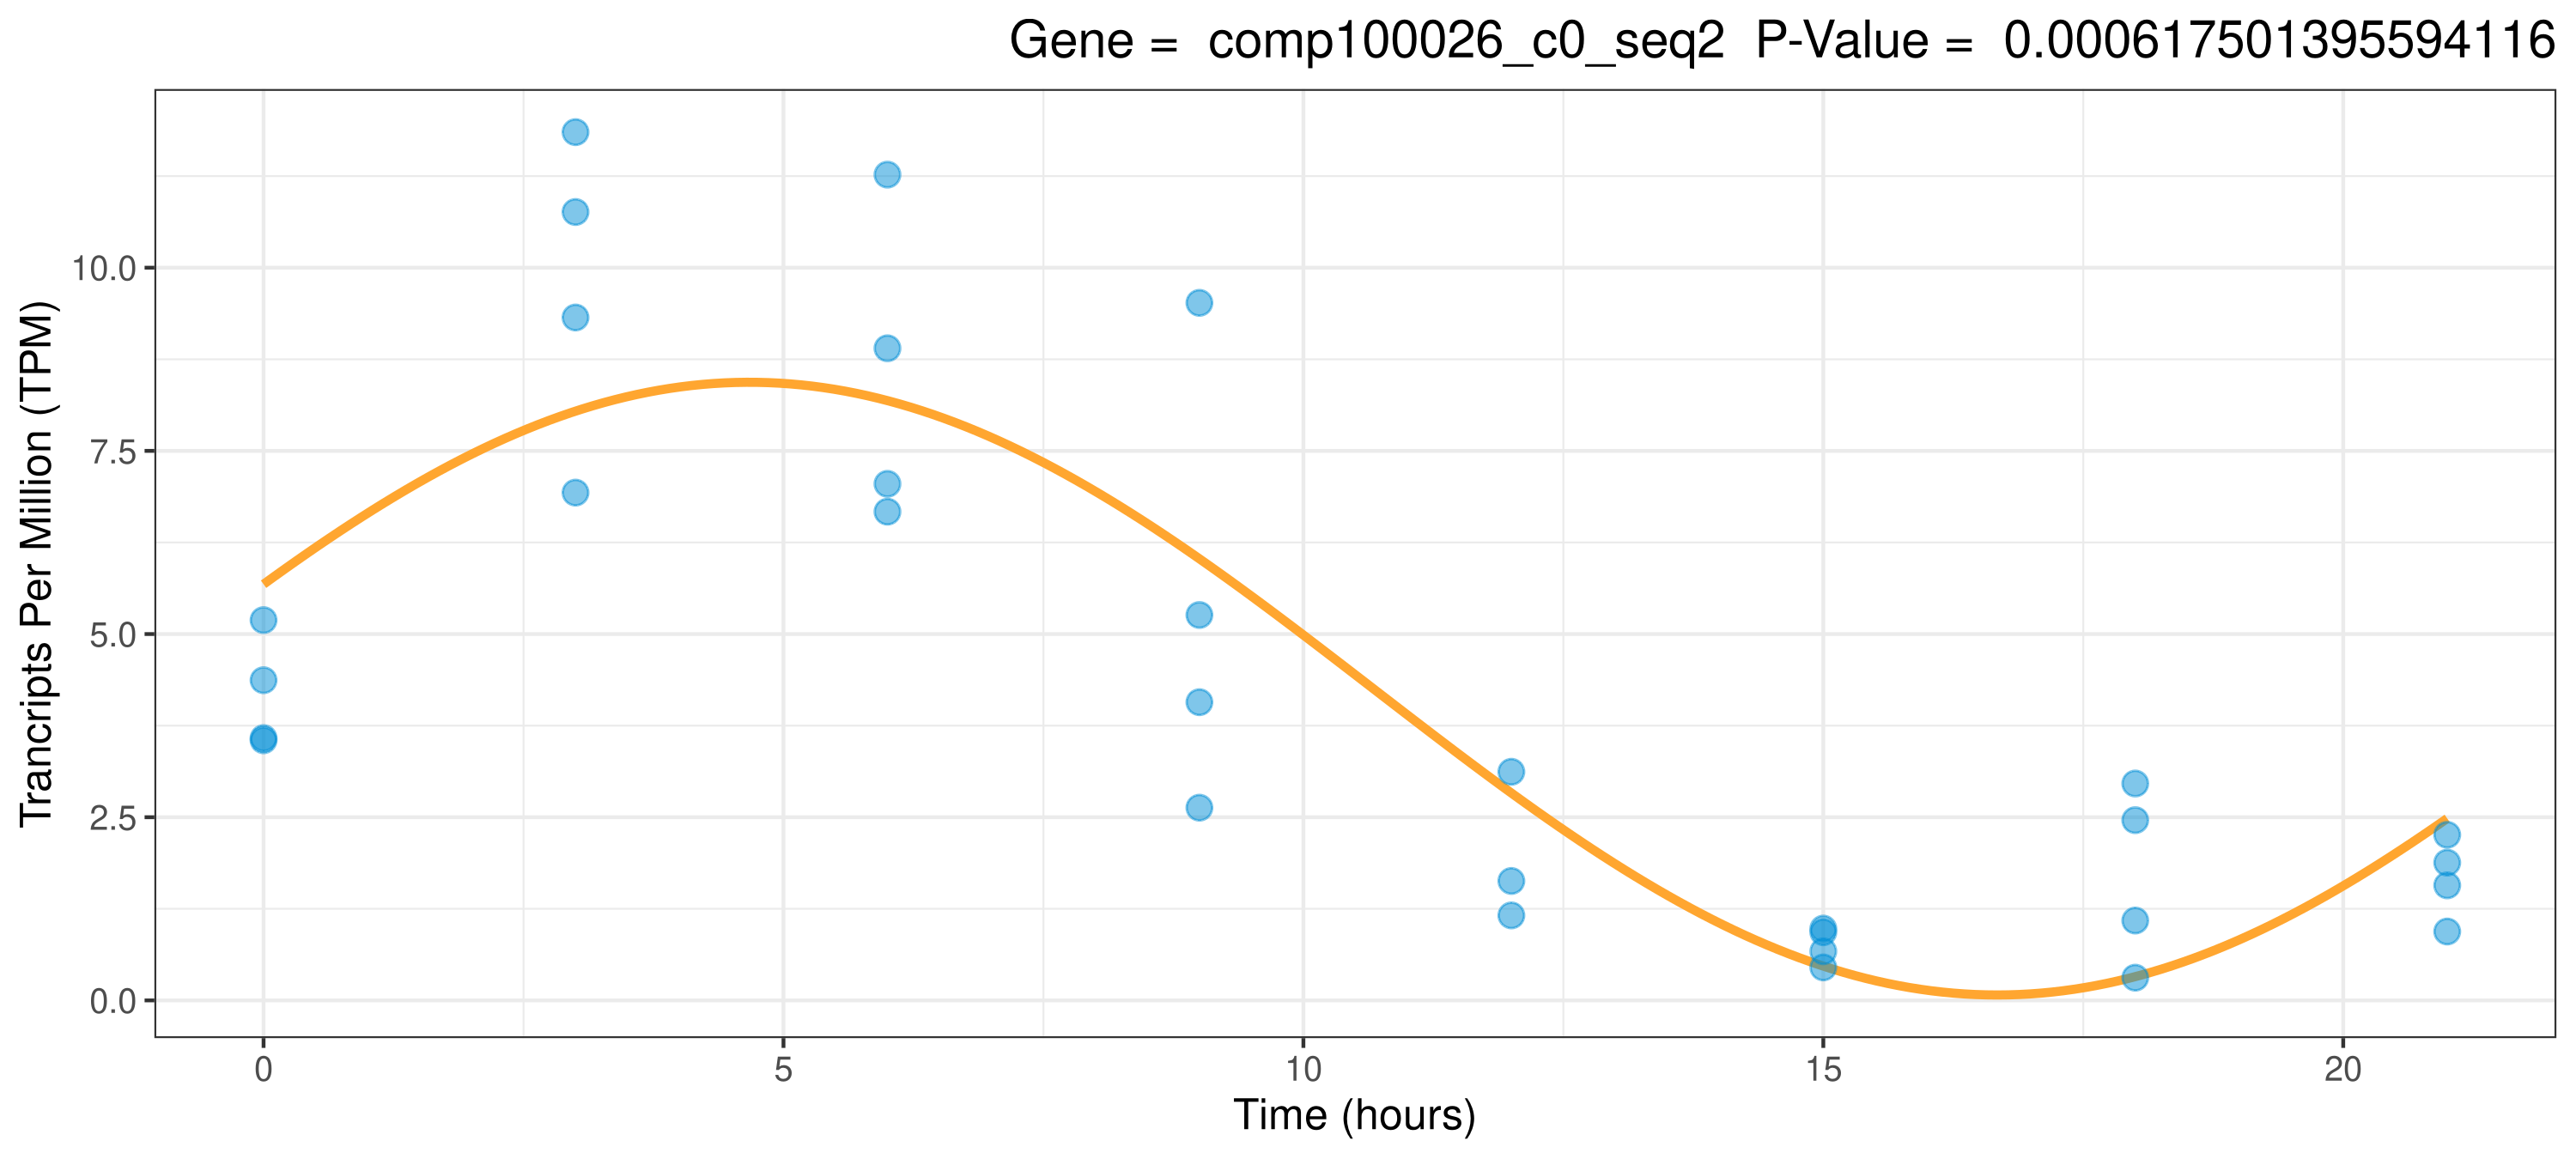 Gene =  comp100026_c0_seq2  P-Value =  0.000617501395594116
Trancripts Per Million (TPM)
10.0
7.5
5.0
2.5
0.0
0 5 10 15 20
Time (hours)